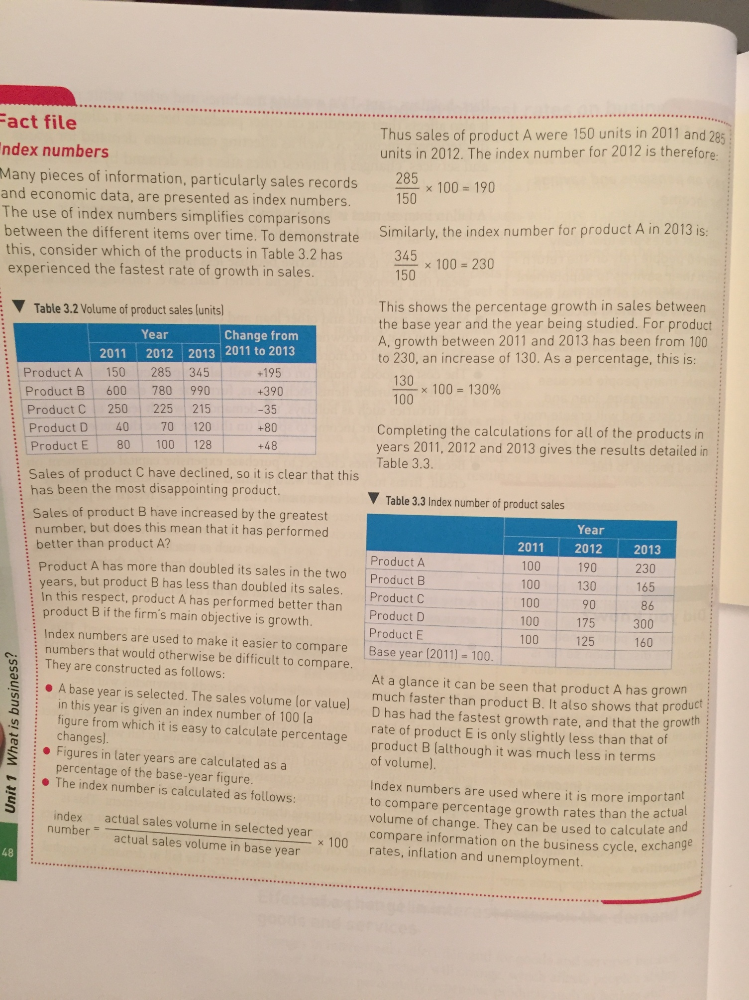 Fact file
Index numbers
Many pieces of information, particularly sales records
and economic data, are presented as index numbers.
The use of index numbers simplifies comparisons
between the different items over time. To demonstrate
this, consider which of the products in Table 3.2 has
experienced the fastest rate of growth in sales.
▼ Table 3.2 Volume of product sales (units)
Year Change from
2011 2012 2013 2011 to 2013
Product A 150 285 345 +195
Product B 600 780 990 +390
Product C 250 225 215 -35
Product D 40 70 120 +80
Product E 80 100 128 +48
Sales of product C have declined, so it is clear that this
has been the most disappointing product.
Sales of product B have increased by the greatest
number, but does this mean that it has performed
better than product A?
Product A has more than doubled its sales in the two
years, but product B has less than doubled its sales.
In this respect, product A has performed better than
product B if the firm's main objective is growth.
Index numbers are used to make it easier to compare
numbers that would otherwise be difficult to compare.
They are constructed as follows:
● A base year is selected. The sales volume (or value)
in this year is given an index number of 100 (a
figure from which it is easy to calculate percentage
changes).
● Figures in later years are calculated as a
percentage of the base-year figure.
● The index number is calculated as follows:
index number = actual sales volume in selected year / actual sales volume in base year × 100
Thus sales of product A were 150 units in 2011 and 285
units in 2012. The index number for 2012 is therefore:
285/150 × 100 = 190
Similarly, the index number for product A in 2013 is:
345/150 × 100 = 230
This shows the percentage growth in sales between
the base year and the year being studied. For product
A, growth between 2011 and 2013 has been from 100
to 230, an increase of 130. As a percentage, this is:
130/100 × 100 = 130%
Completing the calculations for all of the products in
years 2011, 2012 and 2013 gives the results detailed in
Table 3.3.
▼ Table 3.3 Index number of product sales
Year
2011 2012 2013
Product A 100 190 230
Product B 100 130 165
Product C 100 90 86
Product D 100 175 300
Product E 100 125 160
Base year (2011) = 100.
At a glance it can be seen that product A has grown
much faster than product B. It also shows that product
D has had the fastest growth rate, and that the growth
rate of product E is only slightly less than that of
product B (although it was much less in terms
of volume).
Index numbers are used where it is more important
to compare percentage growth rates than the actual
volume of change. They can be used to calculate and
compare information on the business cycle, exchange
rates, inflation and unemployment.
Unit 1 What is business?
48